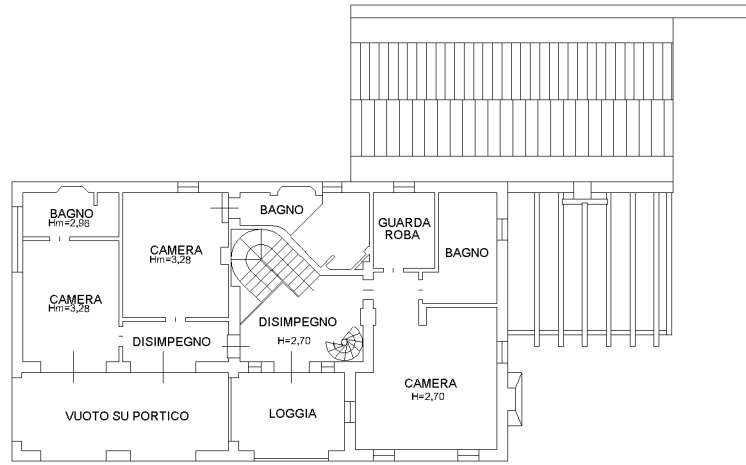 BAGNO
Hm=2,96
CAMERA
Hm=3,28
CAMERA
Hm=3,28
DISIMPEGNO
BAGNO
GUARDA
ROBA
BAGNO
DISIMPEGNO
H=2,70
CAMERA
H=2,70
VUOTO SU PORTICO
LOGGIA